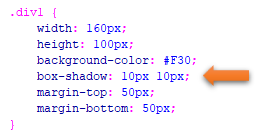 .div1 {
width: 160px;
height: 100px;
background-color: #F30;
box-shadow: 10px 10px;
margin-top: 50px;
margin-bottom: 50px;
}